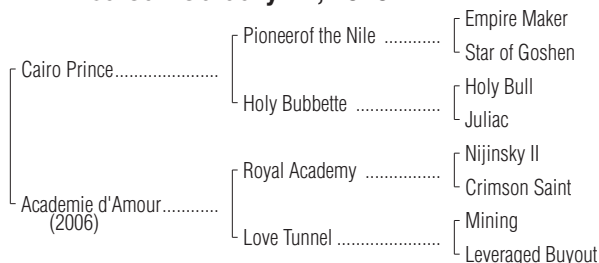 Empire Maker
Pioneerof the Nile ............
Star of Goshen
Cairo Prince......................
Holy Bull
Holy Bubbette ..................
Juliac
Nijinsky II
Royal Academy ................
Crimson Saint
Academie d'Amour............
(2006)
Mining
Love Tunnel ......................
Leveraged Buyout